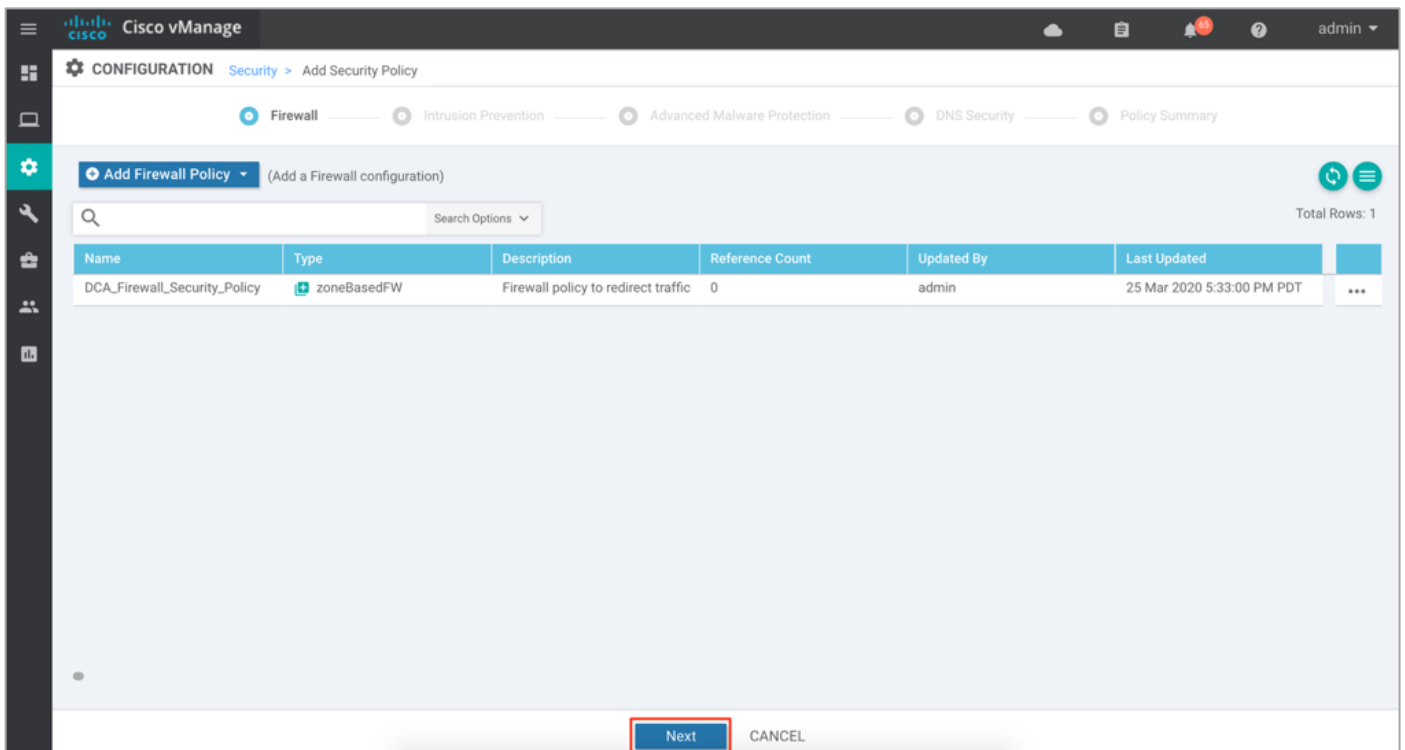 CISCO Cisco vManage 65 admin
CONFIGURATION Security > Add Security Policy
Firewall Intrusion Prevention Advanced Malware Protection DNS Security Policy Summary
Add Firewall Policy (Add a Firewall configuration)
Search Options Total Rows: 1
Name Type Description Reference Count Updated By Last Updated
DCA_Firewall_Security_Policy zoneBasedFW Firewall policy to redirect traffic 0 admin 25 Mar 2020 5:33:00 PM PDT
Next CANCEL